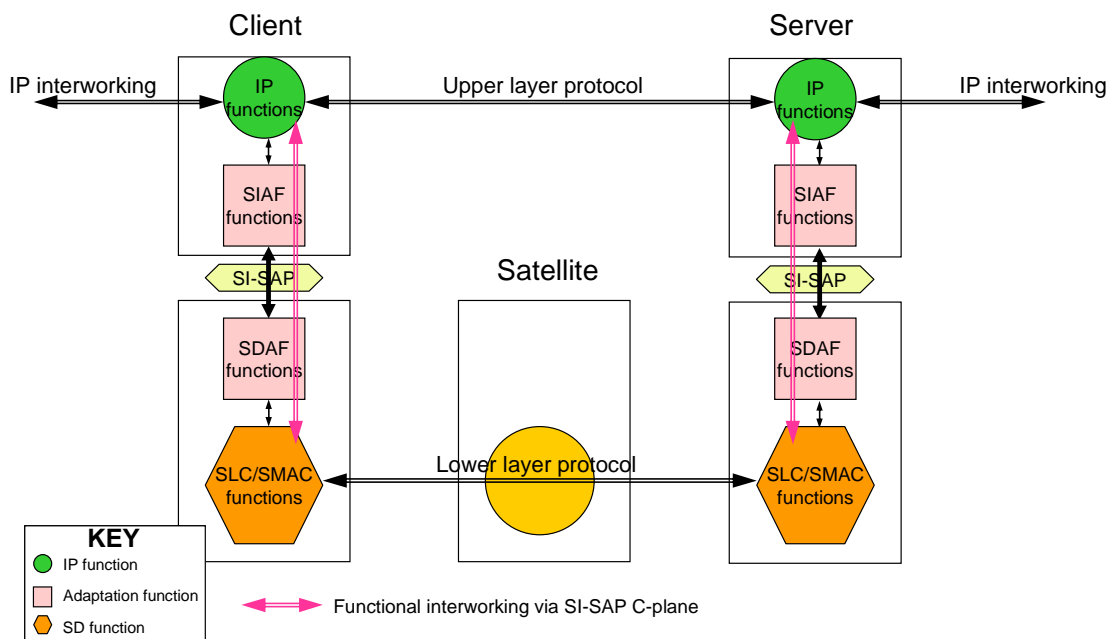 Client
Server
IP interworking
IP
functions
Upper layer protocol
IP
functions
IP interworking
SIAF
functions
SIAF
functions
SI-SAP
Satellite
SI-SAP
SDAF
functions
SDAF
functions
SLC/SMAC
functions
Lower layer protocol
SLC/SMAC
functions
KEY
IP function
Adaptation function
SD function
Functional interworking via SI-SAP C-plane